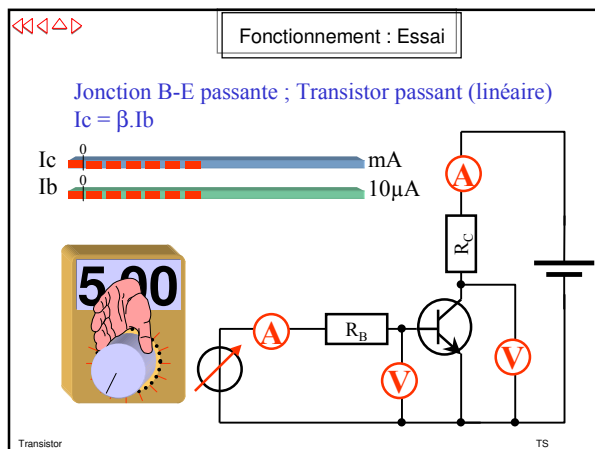 Fonctionnement : Essai
Jonction B-E passante ; Transistor passant (linéaire)
Ic = β.Ib
0
Ic mA
0
Ib 10µA
A
R_C
5.00
A
R_B
V
V
Transistor
TS